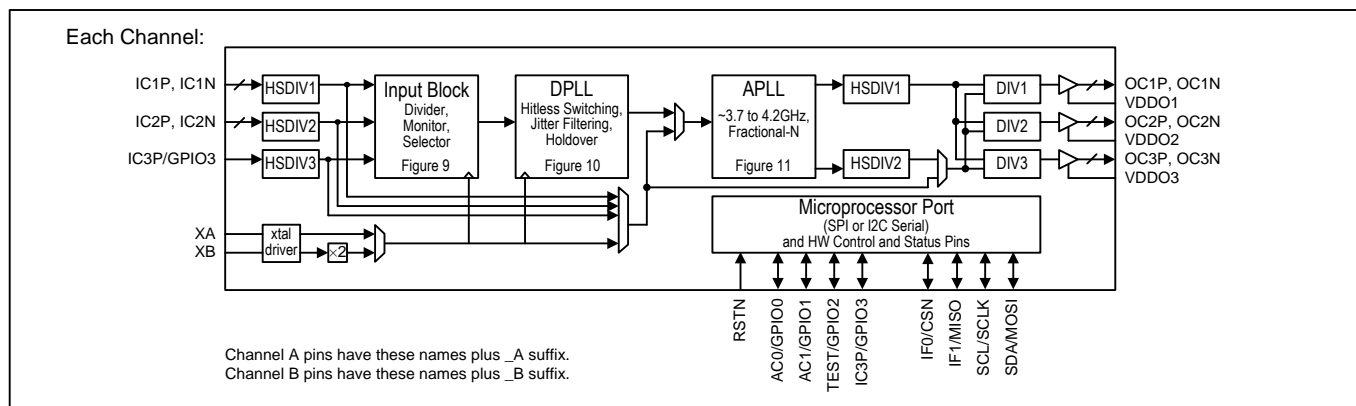 Each Channel:
IC1P, IC1N
IC2P, IC2N
IC3P/GPIO3
XA
XB
HSDIV1
HSDIV2
HSDIV3
xtal
driver
×2
Input Block
Divider,
Monitor,
Selector
Figure 9
DPLL
Hitless Switching,
Jitter Filtering,
Holdover
Figure 10
APLL
~3.7 to 4.2GHz,
Fractional-N
Figure 11
HSDIV1
HSDIV2
DIV1
DIV2
DIV3
OC1P, OC1N
VDDO1
OC2P, OC2N
VDDO2
OC3P, OC3N
VDDO3
Microprocessor Port
(SPI or I2C Serial)
and HW Control and Status Pins
RSTN
AC0/GPIO0
AC1/GPIO1
TEST/GPIO2
IC3P/GPIO3
IF0/CSN
IF1/MISO
SCL/SCLK
SDA/MOSI
Channel A pins have these names plus _A suffix.
Channel B pins have these names plus _B suffix.